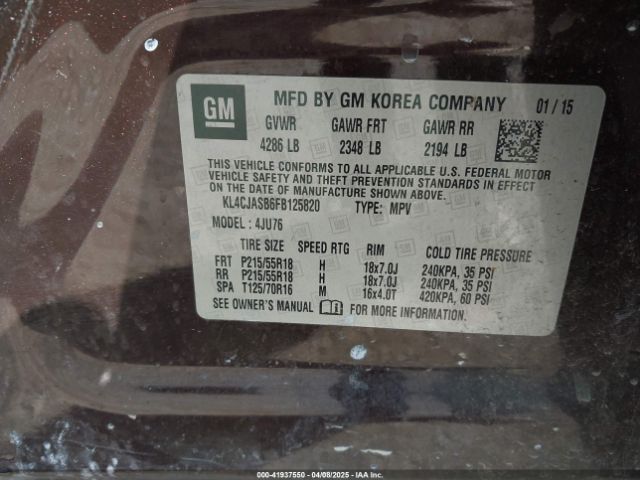 GM MFD BY GM KOREA COMPANY 01/15
GVWR GAWR FRT GAWR RR
4286 LB 2348 LB 2194 LB
THIS VEHICLE CONFORMS TO ALL APPLICABLE U.S. FEDERAL MOTOR
VEHICLE SAFETY AND THEFT PREVENTION STANDARDS IN EFFECT
ON THE DATE OF MANUFACTURE SHOWN ABOVE.
KL4CJASB6FB125820 TYPE: MPV
MODEL: 4JU76
TIRE SIZE SPEED RTG RIM COLD TIRE PRESSURE
FRT P215/55R18 H 18x7.0J 240KPA, 35 PSI
RR P215/55R18 H 18x7.0J 240KPA, 35 PSI
SPA T125/70R16 M 16x4.0T 420KPA, 60 PSI
SEE OWNER'S MANUAL FOR MORE INFORMATION.
000-41937550 - 04/08/2025 - IAAI.COM